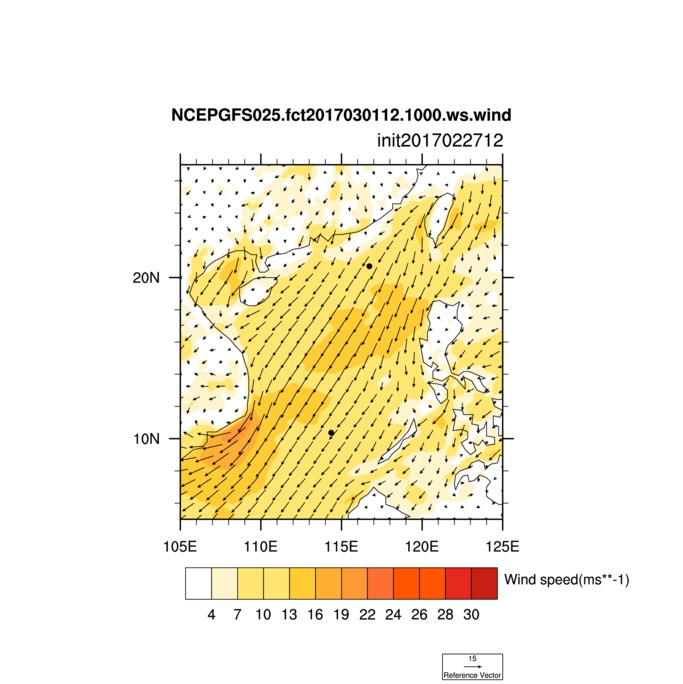 NCEPGFS025.fct2017030112.1000.ws.wind
init2017022712
20N
10N
105E 110E 115E 120E 125E
Wind speed(ms**-1)
4 7 10 13 16 19 22 24 26 28 30
15
Reference Vector